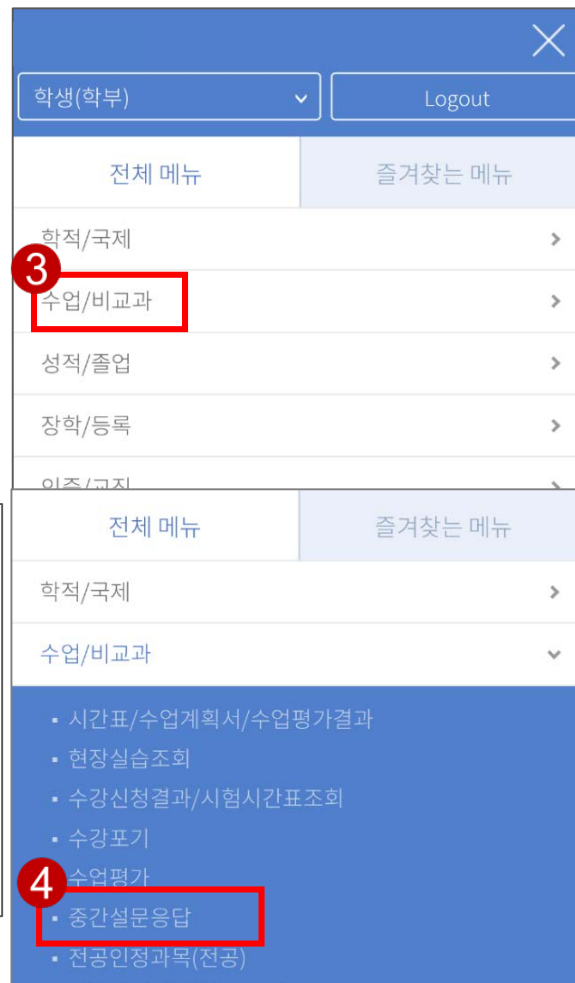 학생(학부) Logout
전체 메뉴 즐겨찾는 메뉴
학적/국제
3
수업/비교과
성적/졸업
장학/등록
인증/교직
전체 메뉴 즐겨찾는 메뉴
학적/국제
수업/비교과
▪ 시간표/수업계획서/수업평가결과
▪ 현장실습조회
▪ 수강신청결과/시험시간표조회
▪ 수강포기
4 수업평가
▪ 중간설문응답
▪ 전공인정과목(전공)